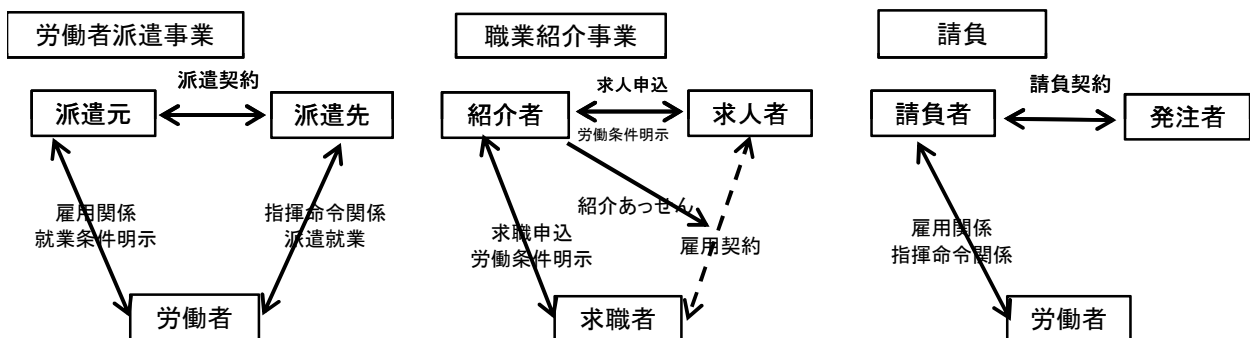 労働者派遣事業
派遣契約
派遣元
派遣先
雇用関係
就業条件明示
指揮命令関係
派遣就業
労働者
職業紹介事業
求人申込
紹介者
求人者
労働条件明示
紹介あっせん
求職申込
労働条件明示
雇用契約
求職者
請負
請負契約
請負者
発注者
雇用関係
指揮命令関係
労働者